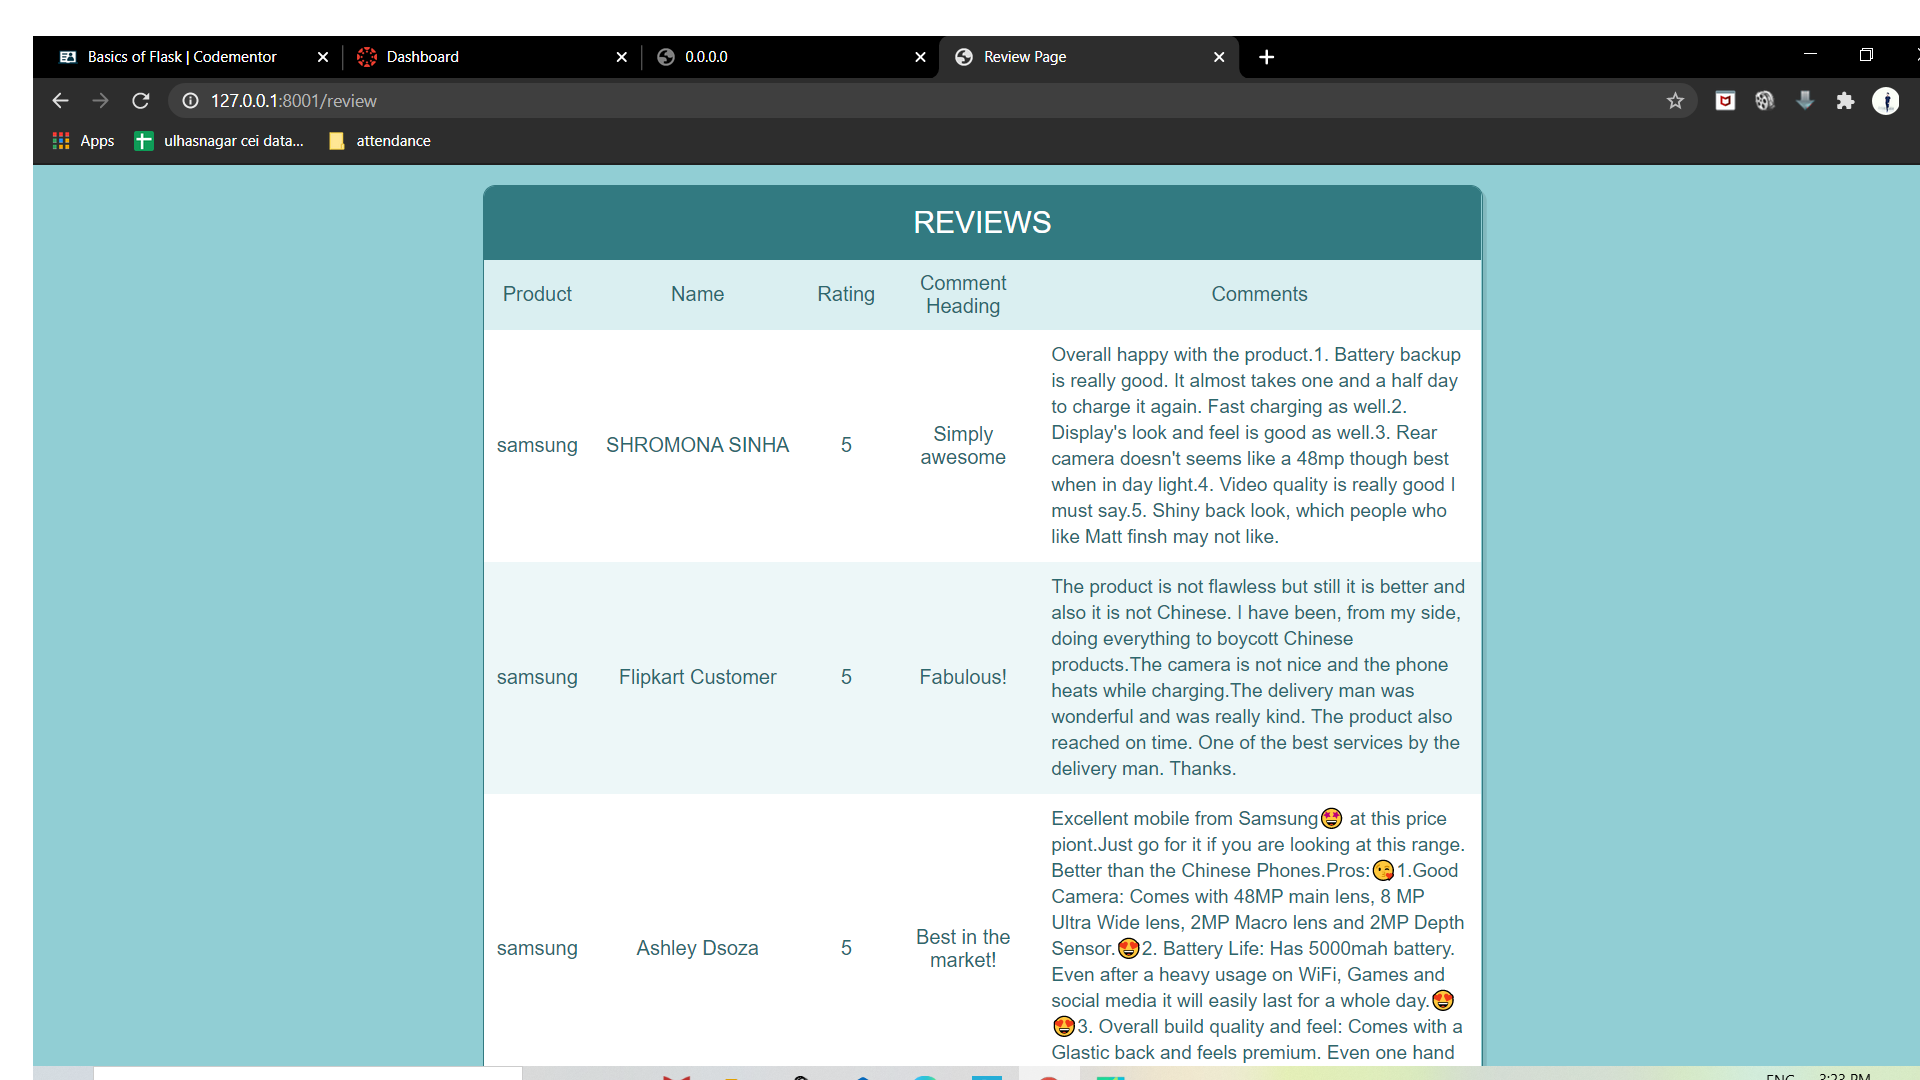 Basics of Flask | Codementor
Dashboard
0.0.0.0
Review Page
127.0.0.1:8001/review
Apps
ulhasnagar cei data...
attendance
REVIEWS
Product
Name
Rating
Comment
Heading
Comments
samsung
SHROMONA SINHA
5
Simply
awesome
Overall happy with the product.1. Battery backup
is really good. It almost takes one and a half day
to charge it again. Fast charging as well.2.
Display's look and feel is good as well.3. Rear
camera doesn't seems like a 48mp though best
when in day light.4. Video quality is really good I
must say.5. Shiny back look, which people who
like Matt finsh may not like.
samsung
Flipkart Customer
5
Fabulous!
The product is not flawless but still it is better and
also it is not Chinese. I have been, from my side,
doing everything to boycott Chinese
products.The camera is not nice and the phone
heats while charging.The delivery man was
wonderful and was really kind. The product also
reached on time. One of the best services by the
delivery man. Thanks.
samsung
Ashley Dsoza
5
Best in the
market!
Excellent mobile from Samsung🤩 at this price
piont.Just go for it if you are looking at this range.
Better than the Chinese Phones.Pros:😘1.Good
Camera: Comes with 48MP main lens, 8 MP
Ultra Wide lens, 2MP Macro lens and 2MP Depth
Sensor.😍2. Battery Life: Has 5000mah battery.
Even after a heavy usage on WiFi, Games and
social media it will easily last for a whole day.😍
😍3. Overall build quality and feel: Comes with a
Glastic back and feels premium. Even one hand
ENG
3:23 PM